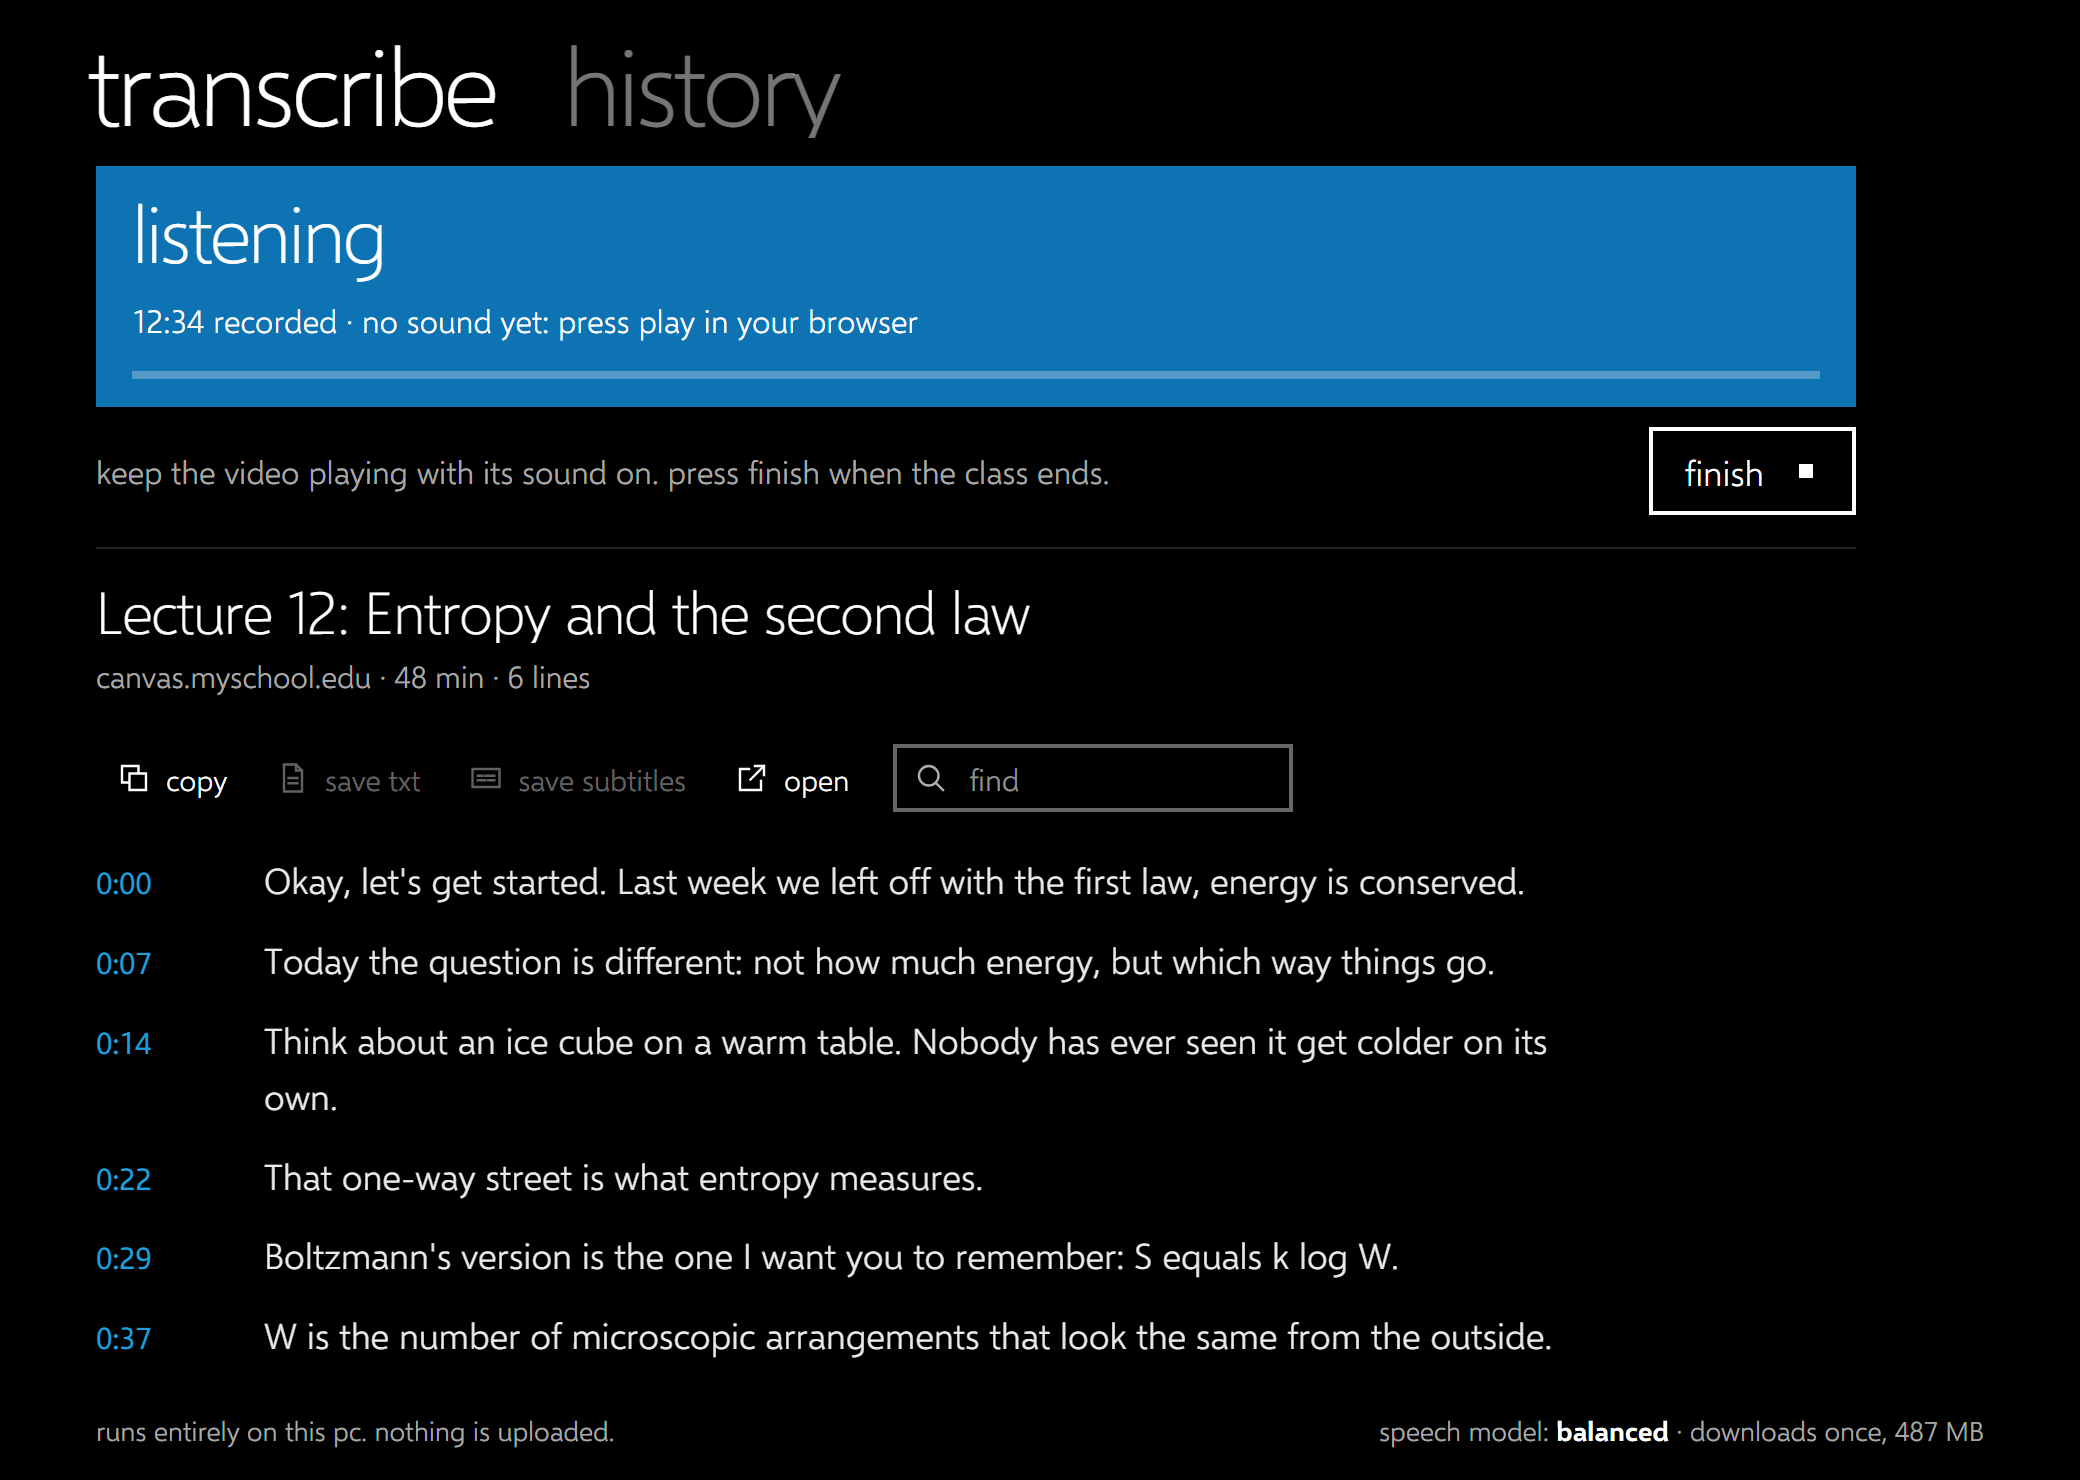 transcribe history
listening
12:34 recorded · no sound yet: press play in your browser
keep the video playing with its sound on. press finish when the class ends.
finish
Lecture 12: Entropy and the second law
canvas.myschool.edu · 48 min · 6 lines
copy save txt save subtitles open find
0:00 Okay, let's get started. Last week we left off with the first law, energy is conserved.
0:07 Today the question is different: not how much energy, but which way things go.
0:14 Think about an ice cube on a warm table. Nobody has ever seen it get colder on its
own.
0:22 That one-way street is what entropy measures.
0:29 Boltzmann's version is the one I want you to remember: S equals k log W.
0:37 W is the number of microscopic arrangements that look the same from the outside.
runs entirely on this pc. nothing is uploaded.
speech model: balanced · downloads once, 487 MB